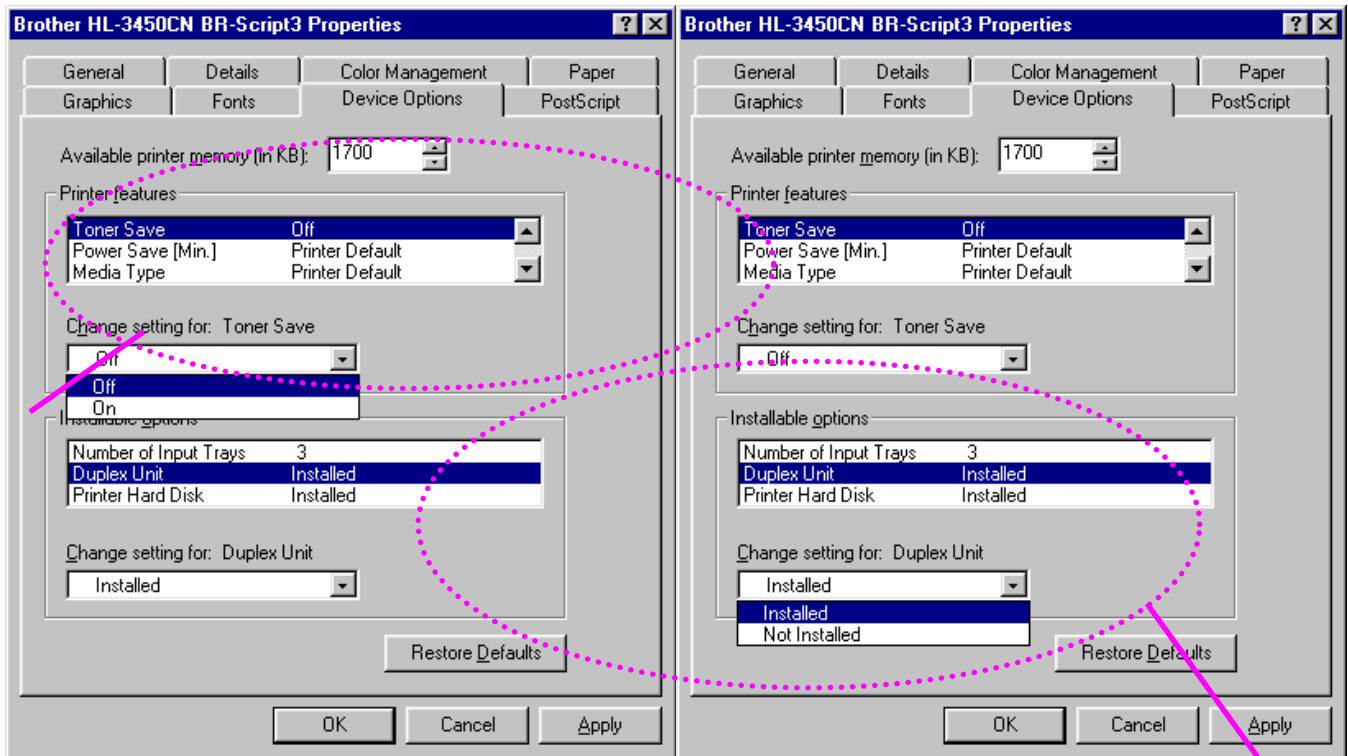 Brother HL-3450CN BR-Script3 Properties
General Details Color Management Paper
Graphics Fonts Device Options PostScript
Available printer memory (in KB): 1700
Printer features
Toner Save Off
Power Save [Min.] Printer Default
Media Type Printer Default
Change setting for: Toner Save
Off
Off
On
Installable options
Number of Input Trays 3
Duplex Unit Installed
Printer Hard Disk Installed
Change setting for: Duplex Unit
Installed
Restore Defaults
OK Cancel Apply
Brother HL-3450CN BR-Script3 Properties
General Details Color Management Paper
Graphics Fonts Device Options PostScript
Available printer memory (in KB): 1700
Printer features
Toner Save Off
Power Save [Min.] Printer Default
Media Type Printer Default
Change setting for: Toner Save
Off
Installable options
Number of Input Trays 3
Duplex Unit Installed
Printer Hard Disk Installed
Change setting for: Duplex Unit
Installed
Installed
Not Installed
Restore Defaults
OK Cancel Apply